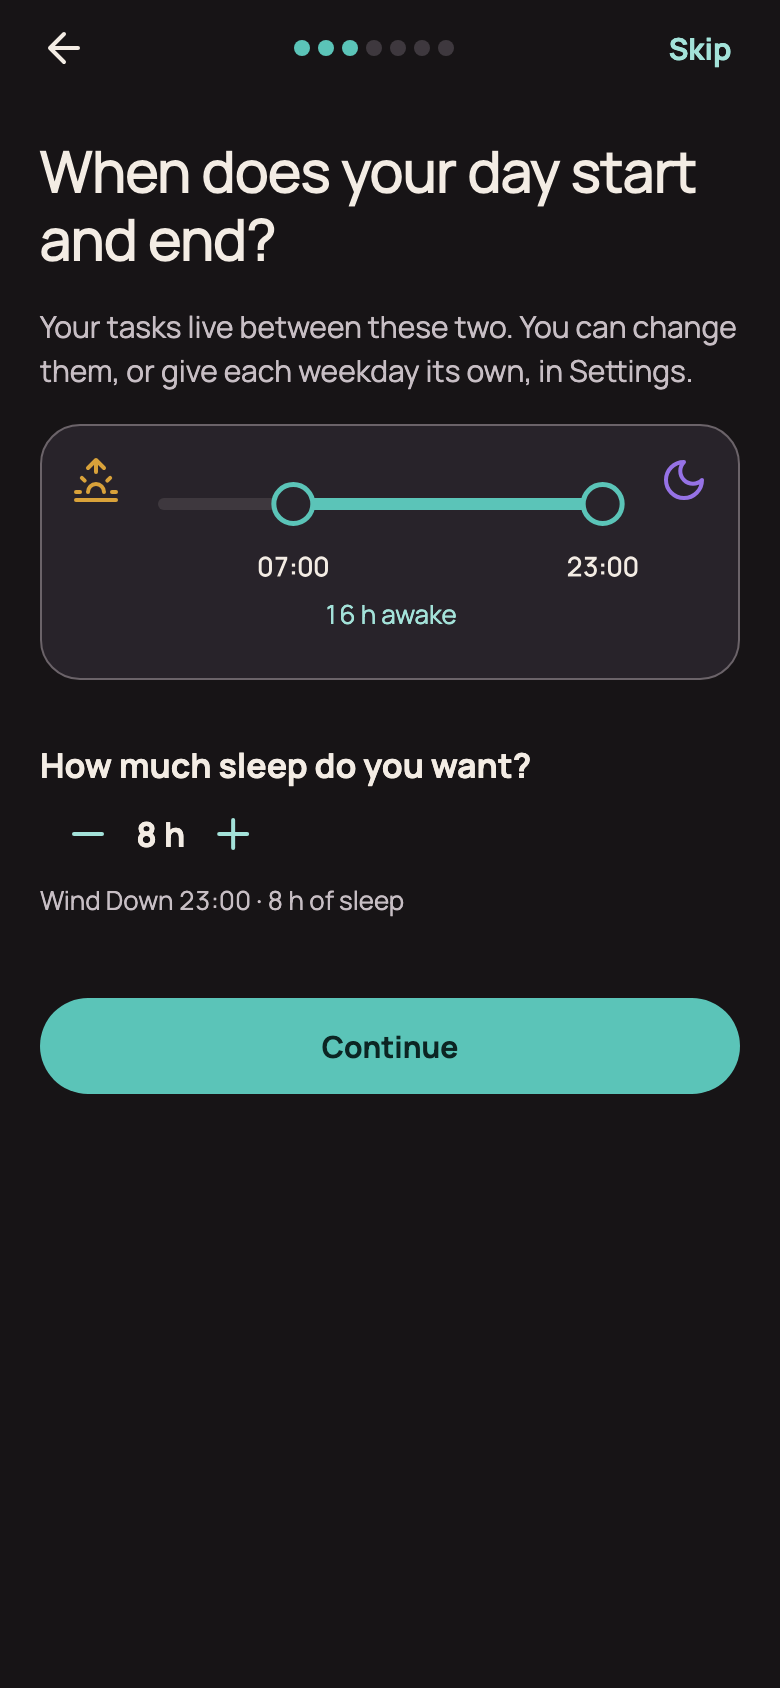 Skip
When does your day start
and end?
Your tasks live between these two. You can change
them, or give each weekday its own, in Settings.
07:00 23:00
16 h awake
How much sleep do you want?
8 h
Wind Down 23:00 · 8 h of sleep
Continue